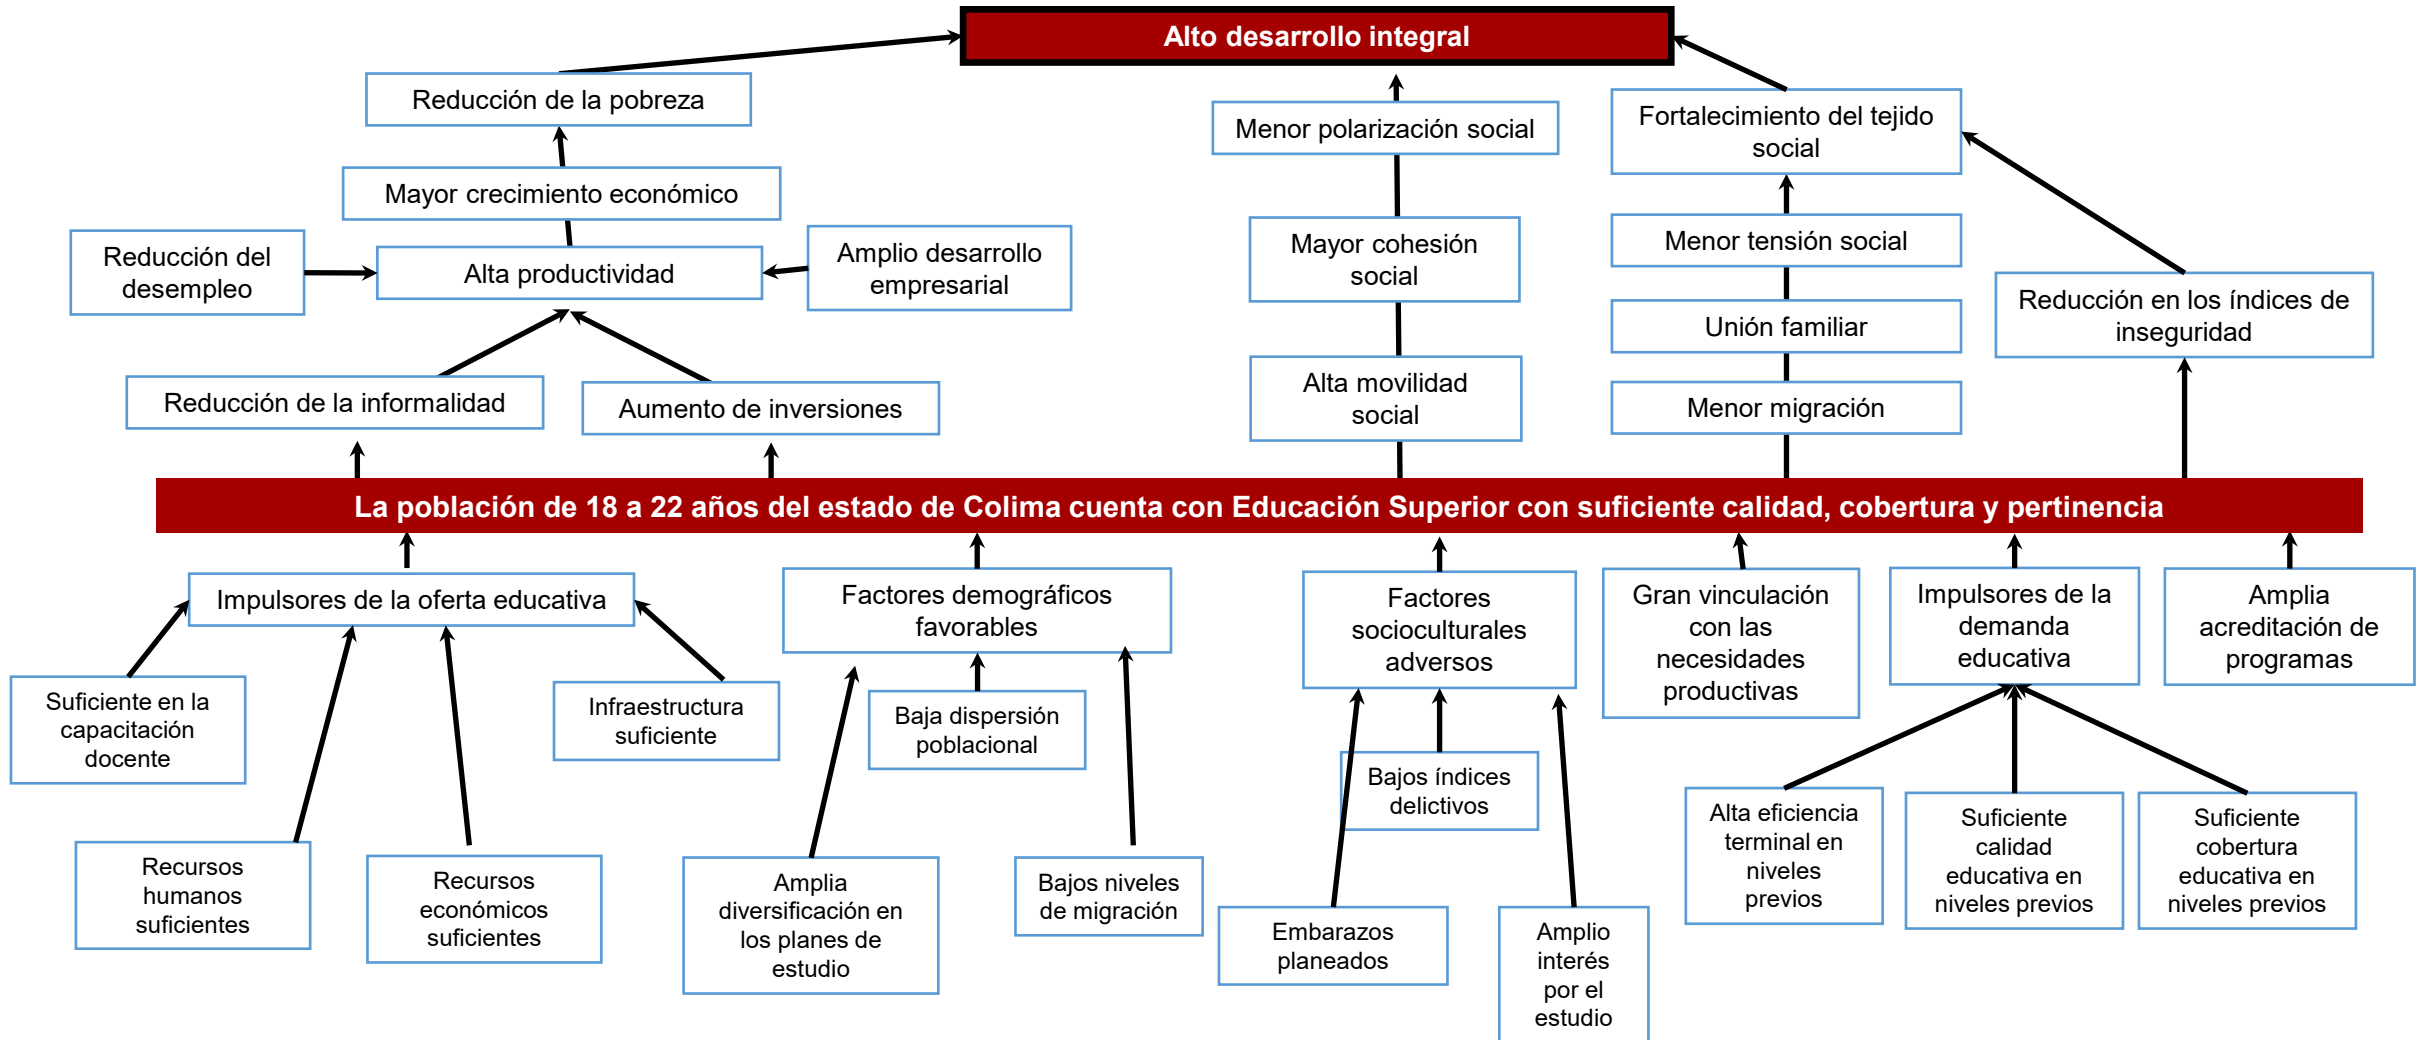 Alto desarrollo integral
Reducción de la pobreza
Menor polarización social
Fortalecimiento del tejido
social
Mayor crecimiento económico
Reducción del
desempleo
Alta productividad
Amplio desarrollo
empresarial
Mayor cohesión
social
Menor tensión social
Unión familiar
Reducción en los índices de
inseguridad
Reducción de la informalidad
Aumento de inversiones
Alta movilidad
social
Menor migración
La población de 18 a 22 años del estado de Colima cuenta con Educación Superior con suficiente calidad, cobertura y pertinencia
Impulsores de la oferta educativa
Factores demográficos
favorables
Factores
socioculturales
adversos
Gran vinculación
con las
necesidades
productivas
Impulsores de la
demanda
educativa
Amplia
acreditación de
programas
Suficiente en la
capacitación
docente
Infraestructura
suficiente
Baja dispersión
poblacional
Bajos índices
delictivos
Alta eficiencia
terminal en
niveles
previos
Suficiente
calidad
educativa en
niveles previos
Suficiente
cobertura
educativa en
niveles previos
Recursos
humanos
suficientes
Recursos
económicos
suficientes
Amplia
diversificación en
los planes de
estudio
Bajos niveles
de migración
Embarazos
planeados
Amplio
interés
por el
estudio